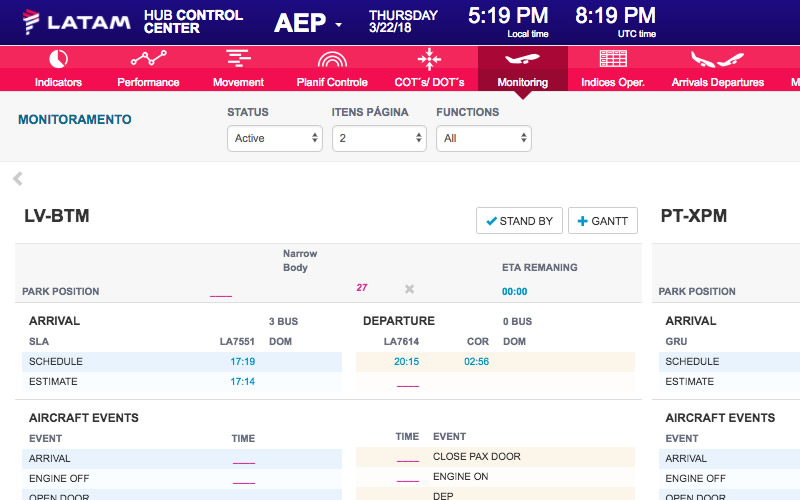 LATAM
HUB CONTROL CENTER
AEP
THURSDAY 3/22/18
5:19 PM
Local time
8:19 PM
UTC time
Indicators
Performance
Movement
Planif Controle
COT´s/ DOT´s
Monitoring
Indices Oper.
Arrivals Departures
M
MONITORAMENTO
STATUS
Active
ITENS PÁGINA
2
FUNCTIONS
All
LV-BTM
STAND BY
GANTT
PARK POSITION ____
Narrow Body
27
ETA REMANING
00:00
ARRIVAL 3 BUS
SLA LA7551 DOM
SCHEDULE 17:19
ESTIMATE 17:14
DEPARTURE 0 BUS
LA7614 COR DOM
20:15 02:56
____
AIRCRAFT EVENTS
EVENT TIME
ARRIVAL ____
ENGINE OFF ____
OPEN DOOR
TIME EVENT
____ CLOSE PAX DOOR
____ ENGINE ON
DEP
PT-XPM
PARK POSITION
ARRIVAL
GRU
SCHEDULE
ESTIMATE
AIRCRAFT EVENTS
EVENT
ARRIVAL
ENGINE OFF
OPEN DOOR